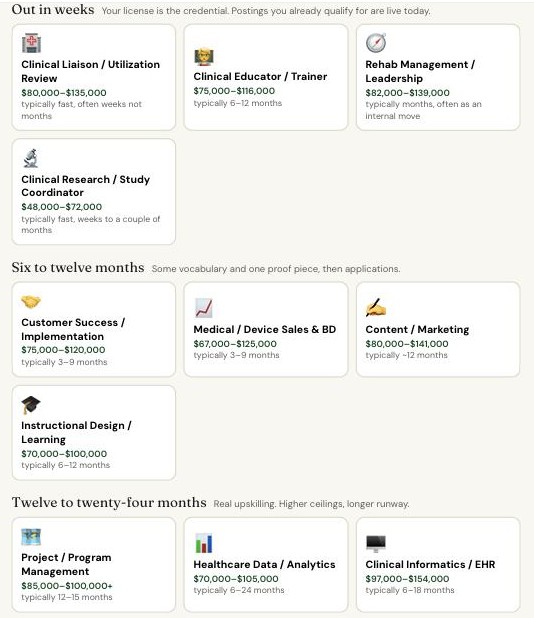 Out in weeks Your license is the credential. Postings you already qualify for are live today.
Clinical Liaison / Utilization
Review
$80,000–$135,000
typically fast, often weeks not
months
Clinical Educator / Trainer
$75,000–$116,000
typically 6–12 months
Rehab Management /
Leadership
$82,000–$139,000
typically months, often as an
internal move
Clinical Research / Study
Coordinator
$48,000–$72,000
typically fast, weeks to a couple of
months
Six to twelve months Some vocabulary and one proof piece, then applications.
Customer Success /
Implementation
$75,000–$120,000
typically 3–9 months
Medical / Device Sales & BD
$67,000–$125,000
typically 3–9 months
Content / Marketing
$80,000–$141,000
typically ~12 months
Instructional Design /
Learning
$70,000–$100,000
typically 6–12 months
Twelve to twenty-four months Real upskilling. Higher ceilings, longer runway.
Project / Program
Management
$85,000–$100,000+
typically 12–15 months
Healthcare Data / Analytics
$70,000–$105,000
typically 6–24 months
Clinical Informatics / EHR
$97,000–$154,000
typically 6–18 months